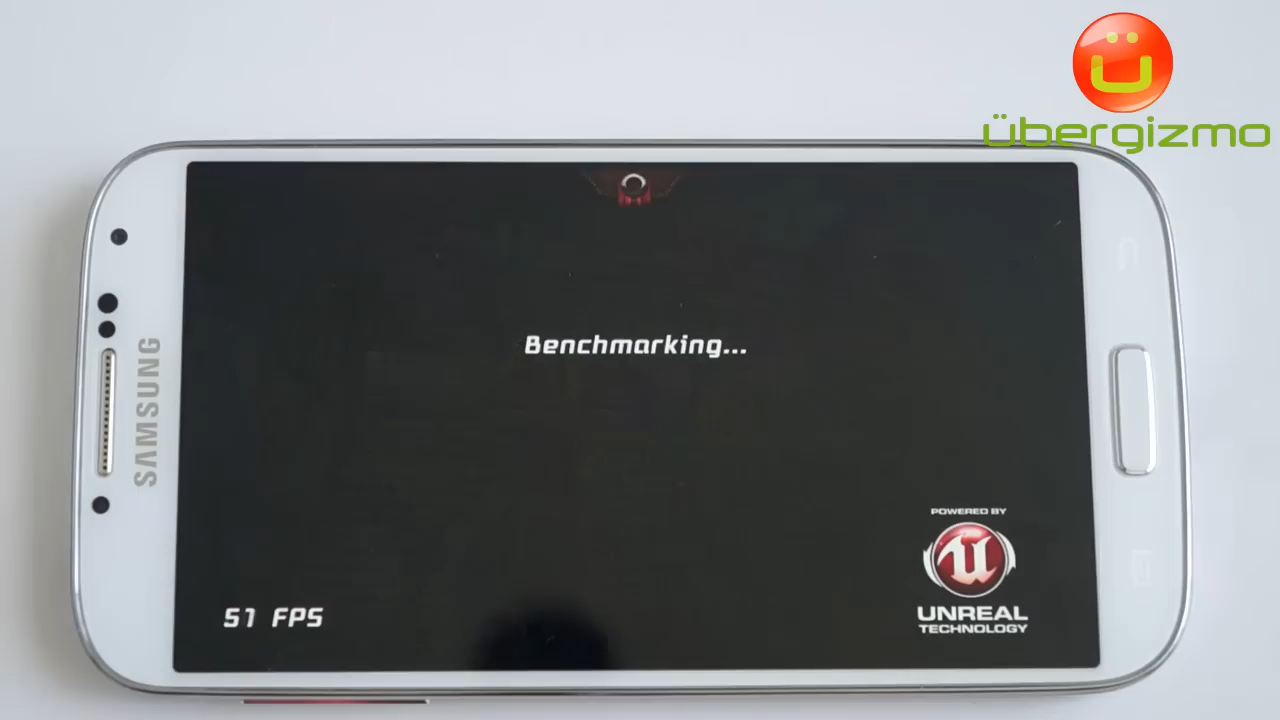 übergizmo
SAMSUNG
Benchmarking...
51 FPS
POWERED BY
UNREAL
TECHNOLOGY